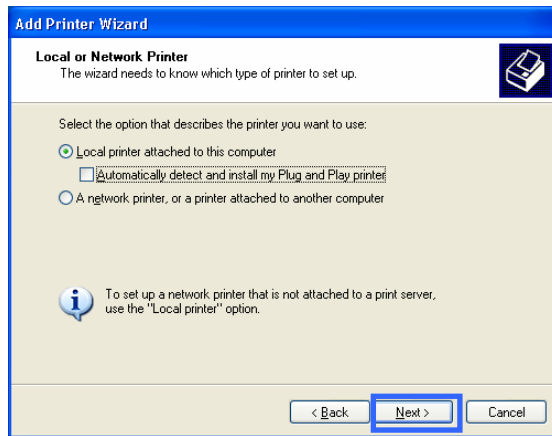 Add Printer Wizard
Local or Network Printer
The wizard needs to know which type of printer to set up.
Select the option that describes the printer you want to use:
Local printer attached to this computer
Automatically detect and install my Plug and Play printer
A network printer, or a printer attached to another computer
To set up a network printer that is not attached to a print server,
use the "Local printer" option.
< Back Next > Cancel